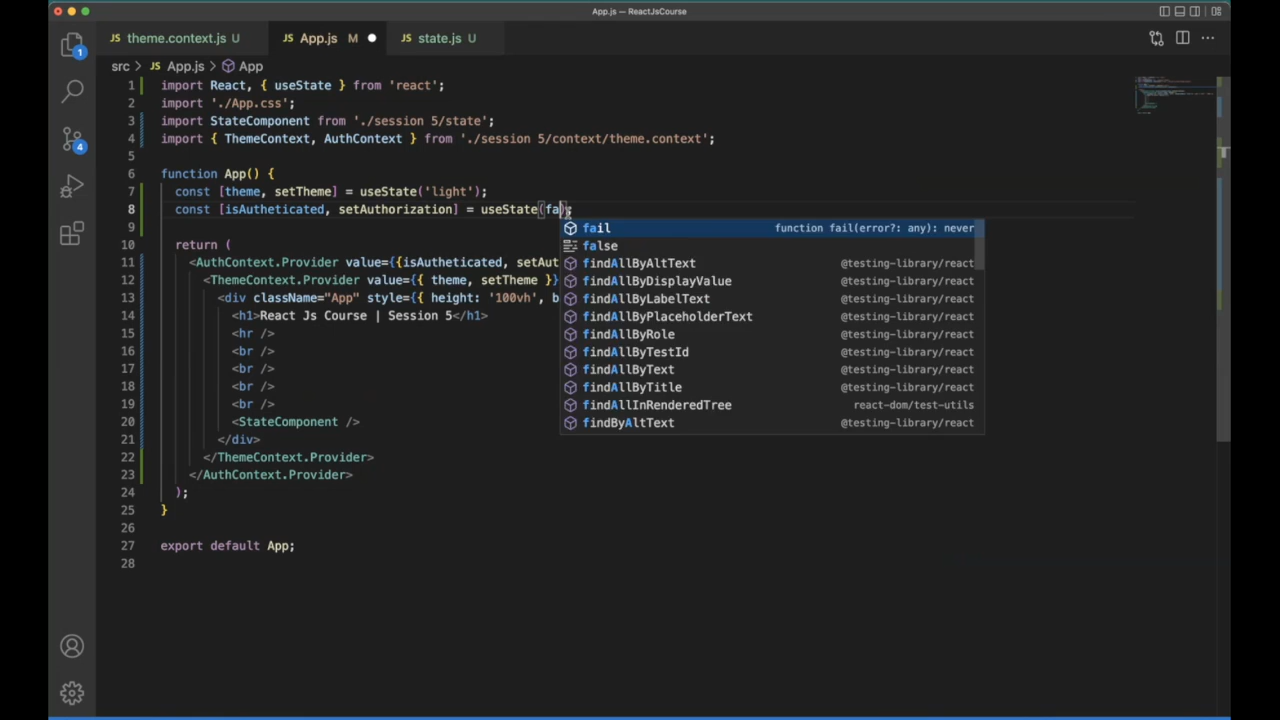 App.js — ReactJsCourse
theme.context.js U
JS App.js M
JS state.js U
src > JS App.js > App
1 import React, { useState } from 'react';
2 import './App.css';
3 import StateComponent from './session 5/state';
4 import { ThemeContext, AuthContext } from './session 5/context/theme.context';
5
6 function App() {
7 const [theme, setTheme] = useState('light');
8 const [isAutheticated, setAuthorization] = useState(fa);
9
10 return (
11 <AuthContext.Provider value={{isAutheticated, setAut
12 <ThemeContext.Provider value={{ theme, setTheme }}
13 <div className="App" style={{ height: '100vh', b
14 <h1>React Js Course | Session 5</h1>
15 <hr />
16 <br />
17 <br />
18 <br />
19 <br />
20 <StateComponent />
21 </div>
22 </ThemeContext.Provider>
23 </AuthContext.Provider>
24 );
25 }
26
27 export default App;
28
fail function fail(error?: any): never
false
findAllByAltText @testing-library/react
findAllByDisplayValue @testing-library/react
findAllByLabelText @testing-library/react
findAllByPlaceholderText @testing-library/react
findAllByRole @testing-library/react
findAllByTestId @testing-library/react
findAllByText @testing-library/react
findAllByTitle @testing-library/react
findAllInRenderedTree react-dom/test-utils
findByAltText @testing-library/react
1
4